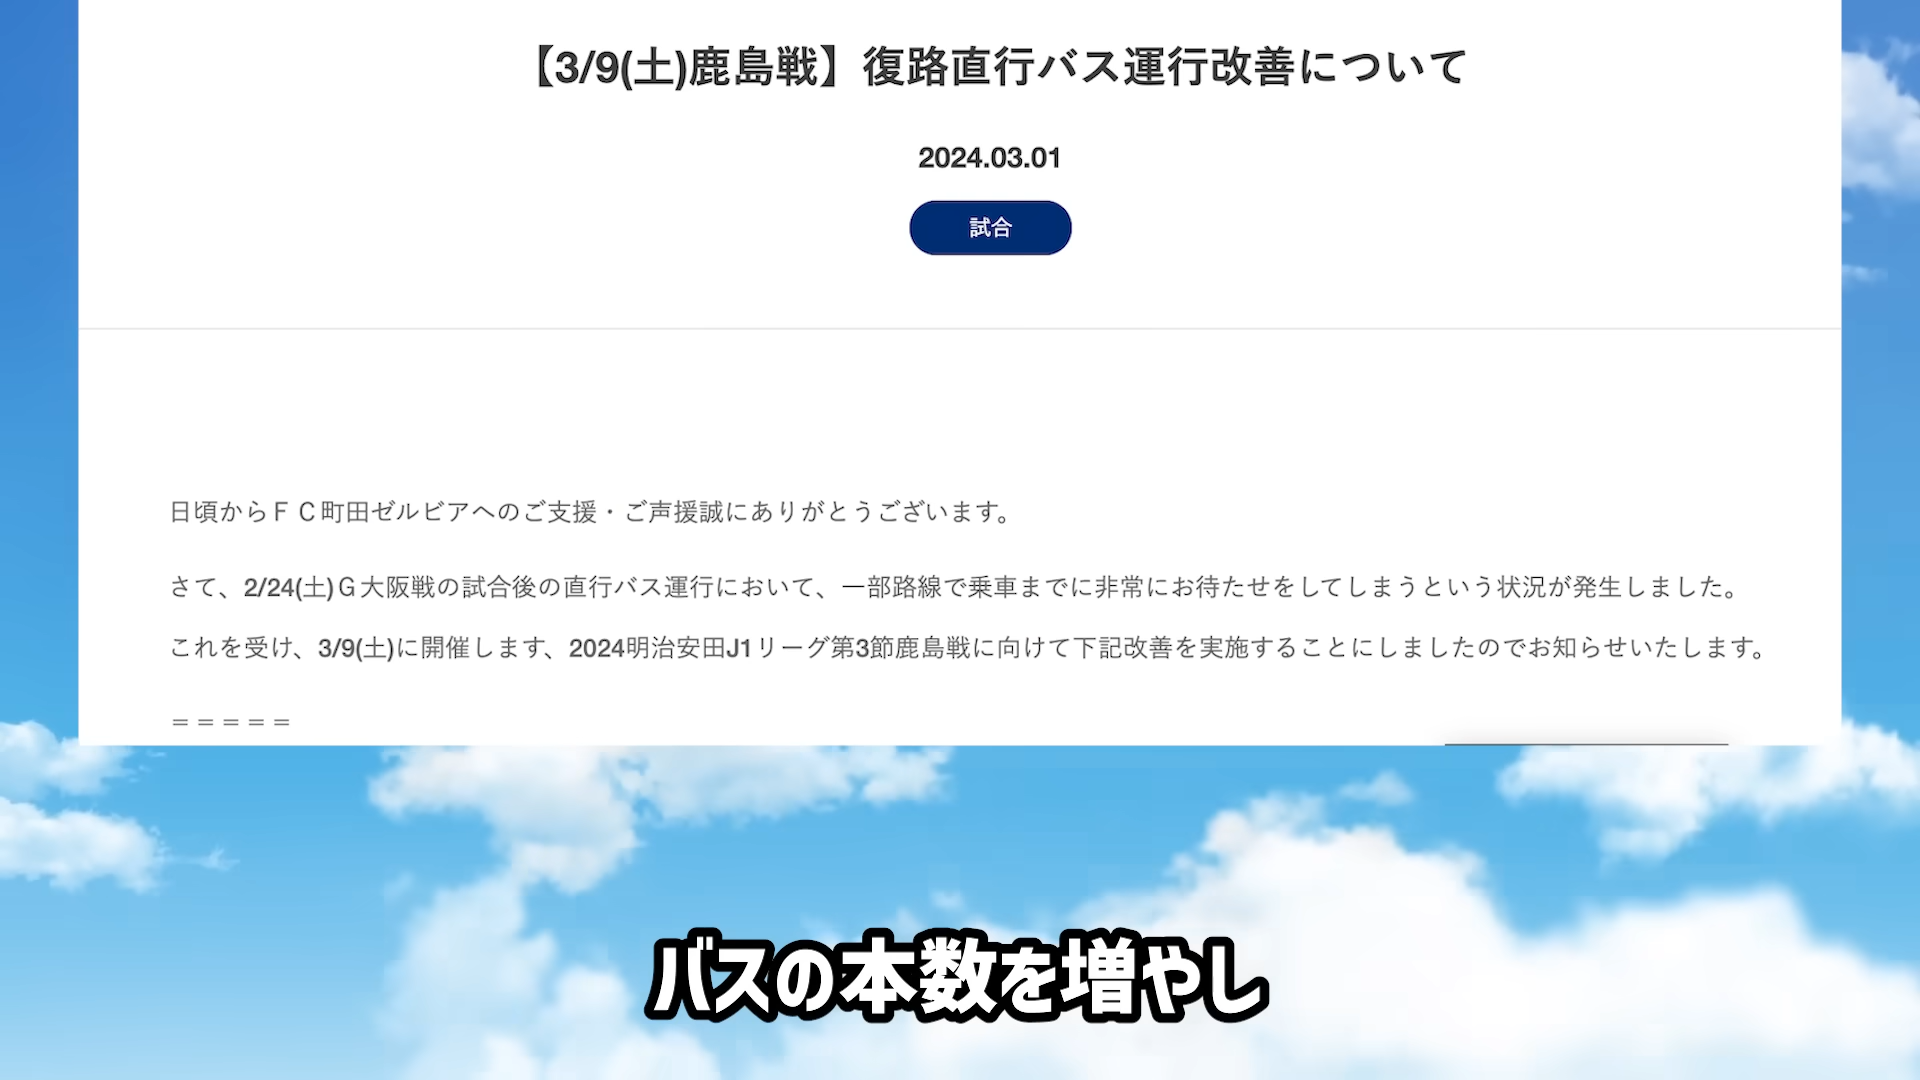 【3/9(土)鹿島戦】復路直行バス運行改善について
2024.03.01
試合
日頃からＦＣ町田ゼルビアへのご支援・ご声援誠にありがとうございます。
さて、2/24(土)Ｇ大阪戦の試合後の直行バス運行において、一部路線で乗車までに非常にお待たせをしてしまうという状況が発生しました。
これを受け、3/9(土)に開催します、2024明治安田J1リーグ第3節鹿島戦に向けて下記改善を実施することにしましたのでお知らせいたします。
＝＝＝＝＝
バスの本数を増やし